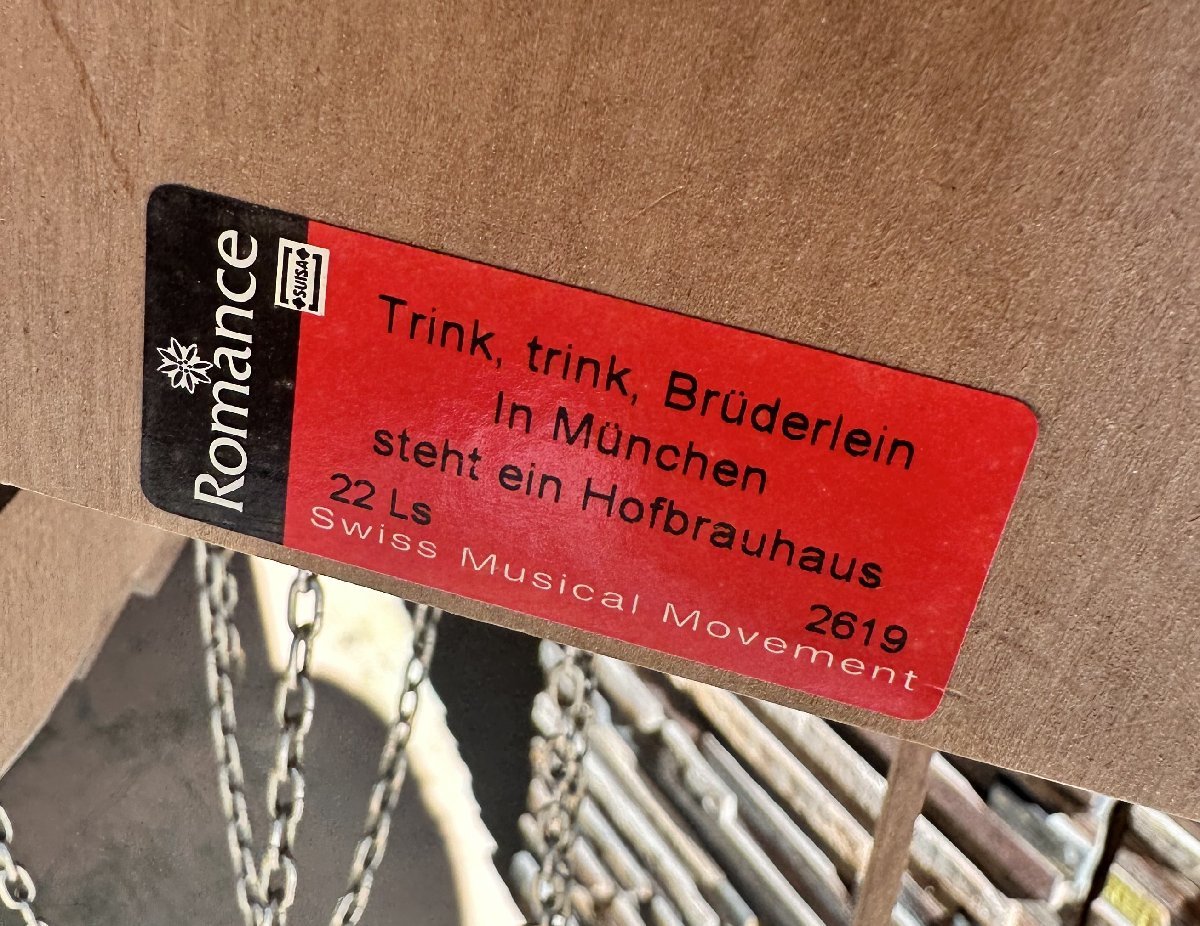 Romance
SUISA
Trink, trink, Brüderlein
In München
steht ein Hofbrauhaus
22 Ls
2619
Swiss Musical Movement